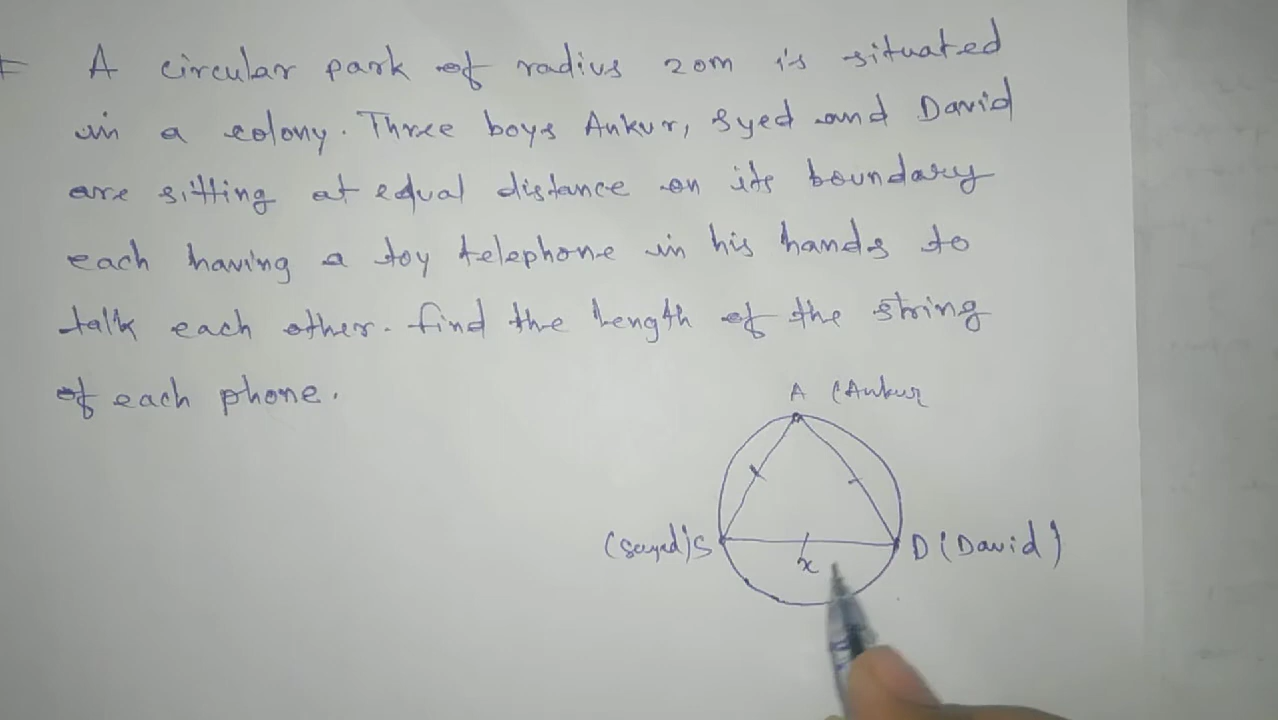 A circular park of radius 20m is situated
in a colony. Three boys Ankur, Syed and David
are sitting at equal distance on its boundary
each having a toy telephone in his hands to
talk each other. find the length of the string
of each phone.
A (Ankur
(Seeyed) S D (David)
x